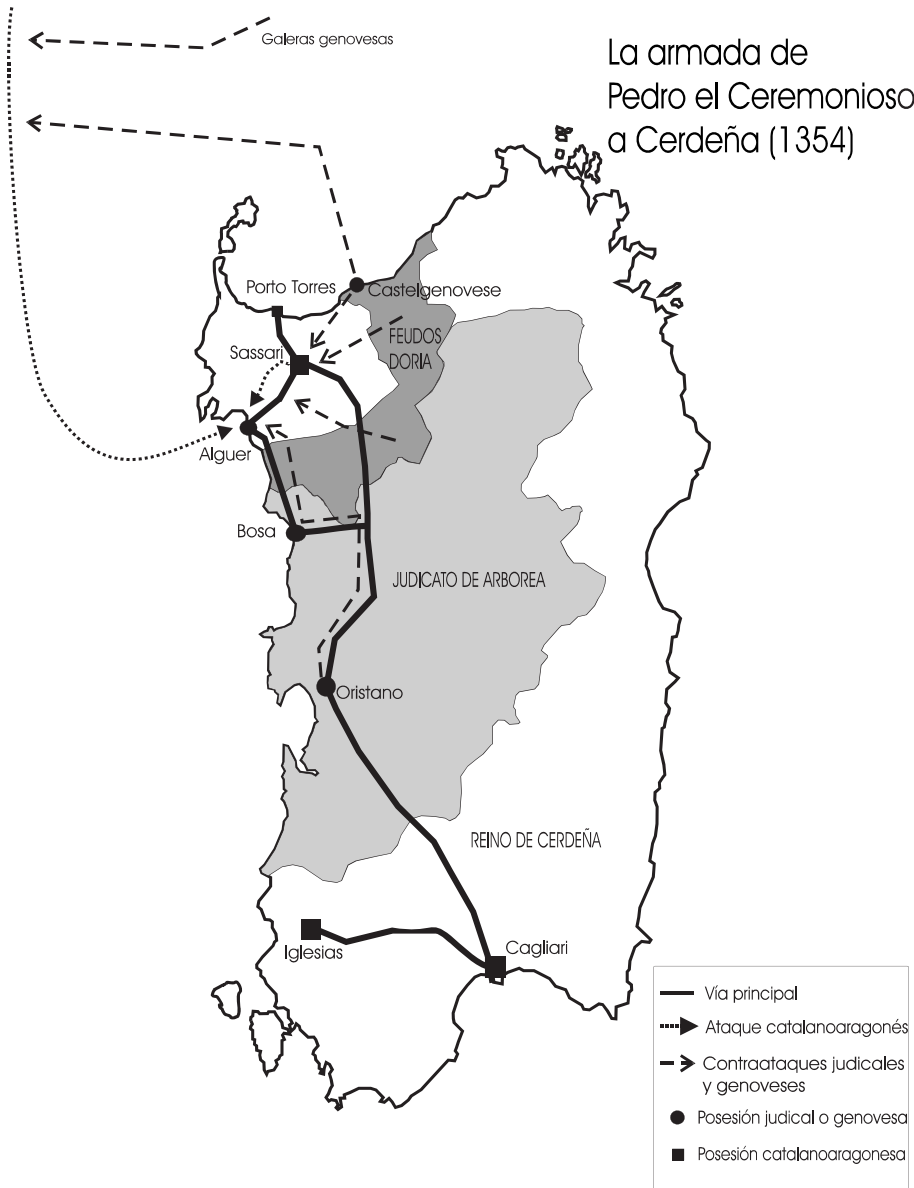 La armada de
Pedro el Ceremonioso
a Cerdeña (1354)
Galeras genovesas
Porto Torres
Castelgenovese
FEUDOS
DORIA
Sassari
Alguer
Bosa
JUDICATO DE ARBOREA
Oristano
REINO DE CERDEÑA
Iglesias
Cagliari
Vía principal
Ataque catalanoaragonés
Contraataques judicales
y genoveses
Posesión judical o genovesa
Posesión catalanoaragonesa